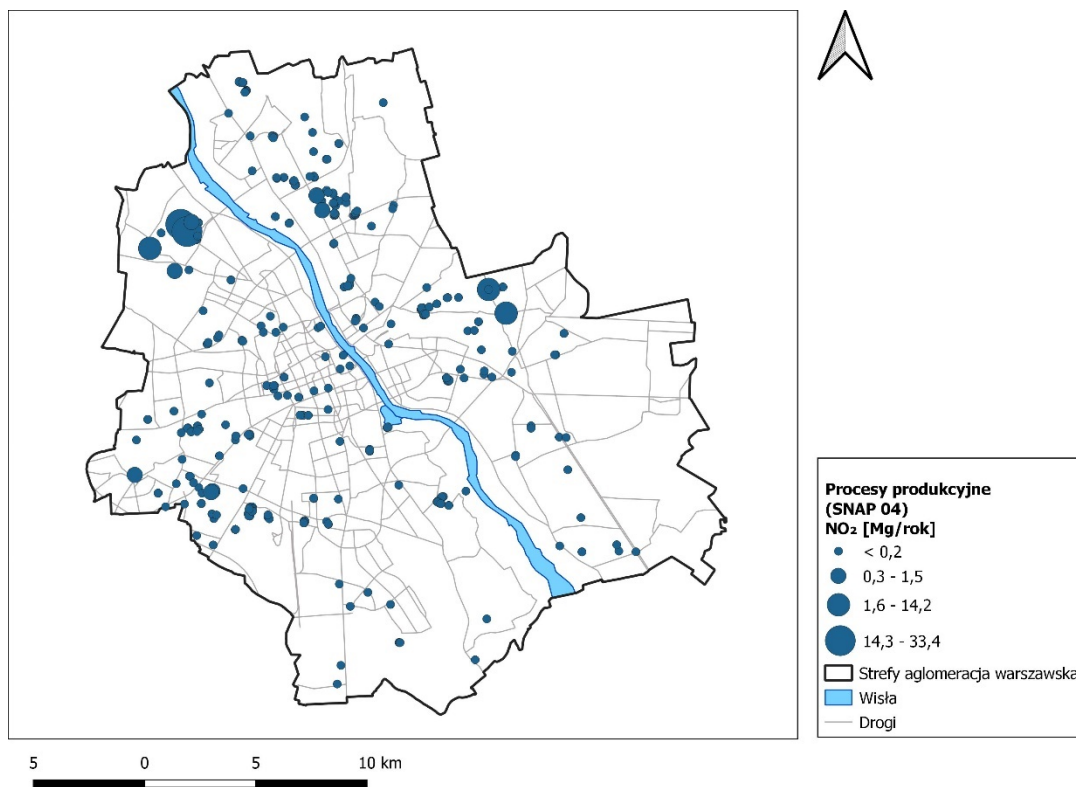 Procesy produkcyjne
(SNAP 04)
NO₂ [Mg/rok]
< 0,2
0,3 - 1,5
1,6 - 14,2
14,3 - 33,4
Strefy aglomeracja warszawska
Wisła
Drogi
5 0 5 10 km